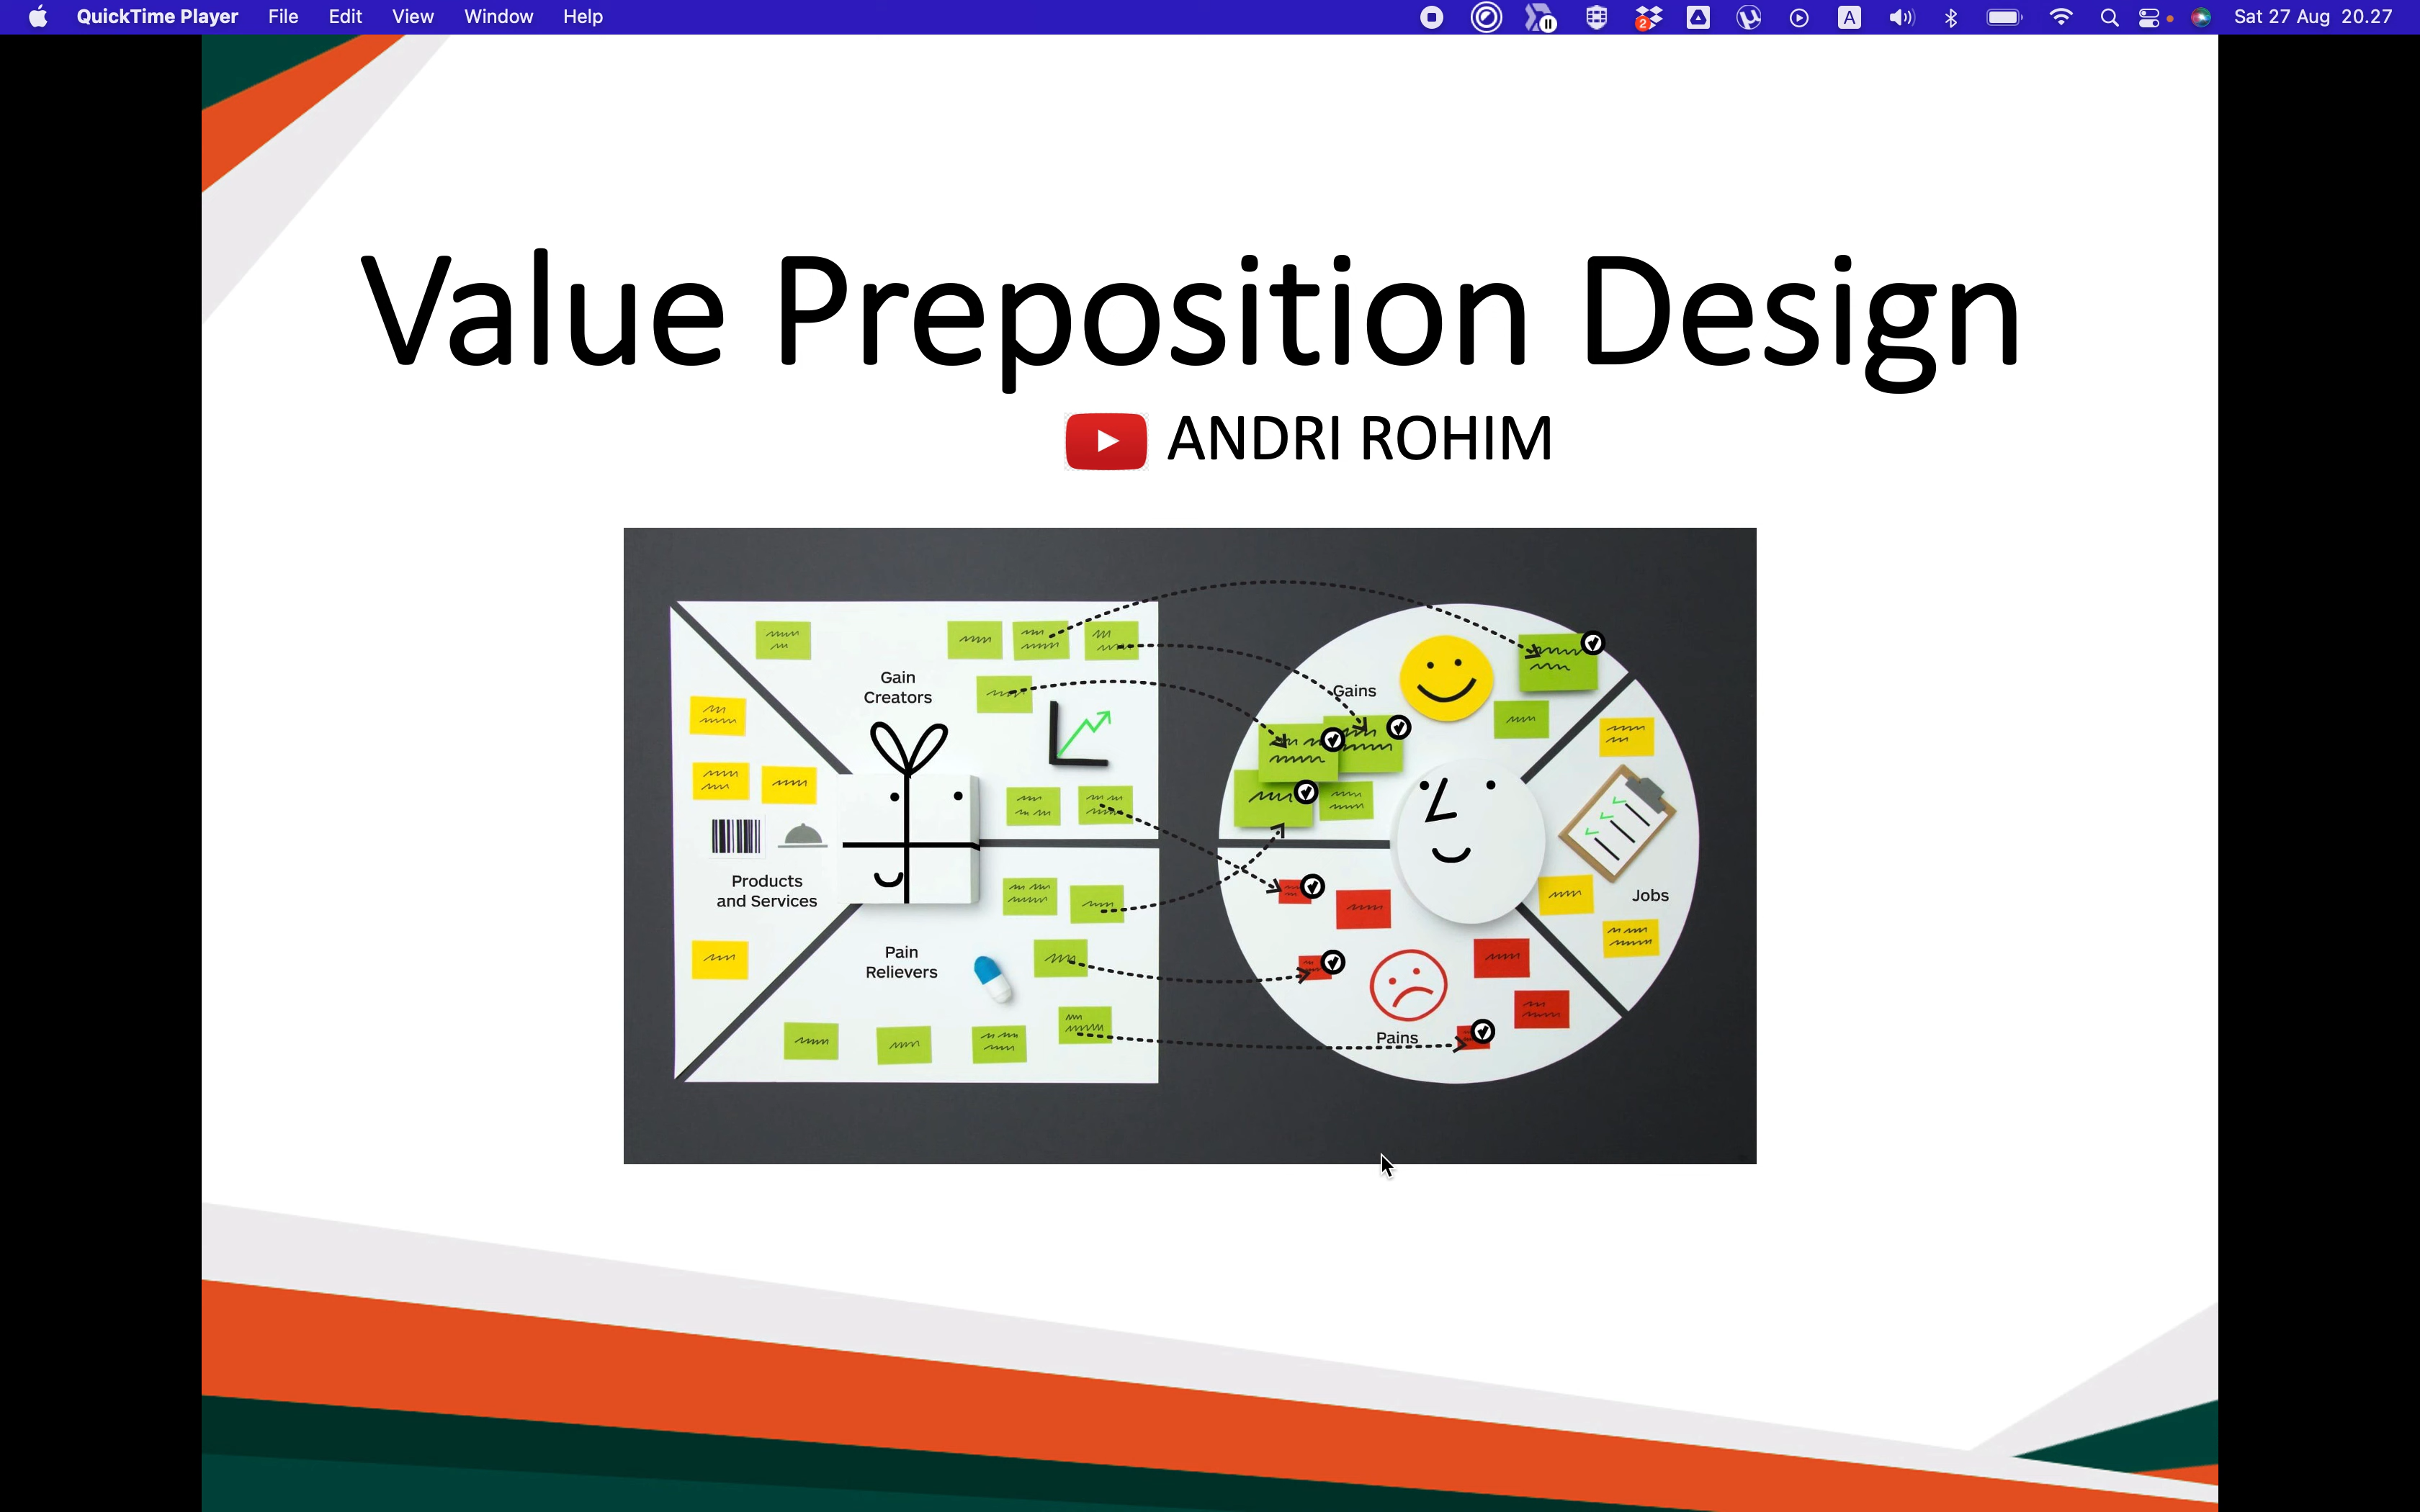 QuickTime Player File Edit View Window Help 2 A Sat 27 Aug 20.27
Value Preposition Design
ANDRI ROHIM
Gain
Creators
Products
and Services
Pain
Relievers
Gains
Jobs
Pains